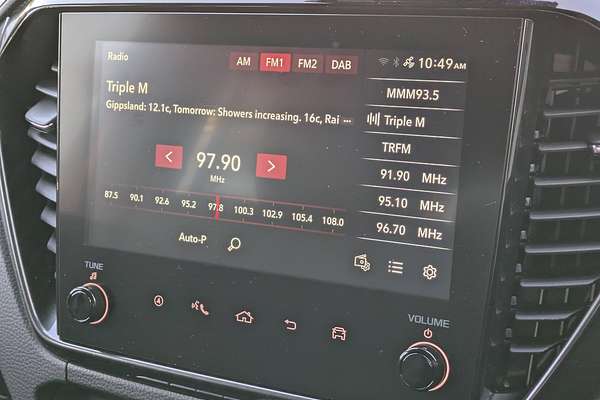 Radio
AM FM1 FM2 DAB
10:49AM
Triple M
Gippsland: 12.1c, Tomorrow: Showers increasing. 16c, Rai ...
97.90
MHz
87.5 90.1 92.6 95.2 97.8 100.3 102.9 105.4 108.0
Auto-P
MMM93.5
Triple M
TRFM
91.90 MHz
95.10 MHz
96.70 MHz
TUNE
4
VOLUME